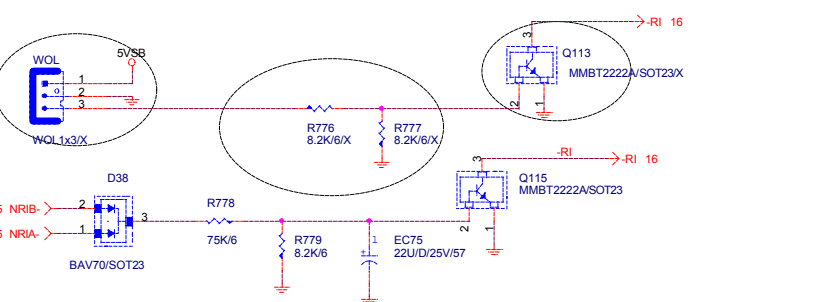 -RI 16
3
Q113
MMBT2222A/SOT23/X
2
1
WOL
5VSB
1
2
3
WOL1x3/X
R776
8.2K/6/X
R777
8.2K/6/X
-RI
-RI 16
3
Q115
MMBT2222A/SOT23
2
1
D38
5 NRIB-
2
3
5 NRIA-
1
BAV70/SOT23
R778
75K/6
R779
8.2K/6
1
+
EC75
22U/D/25V/57